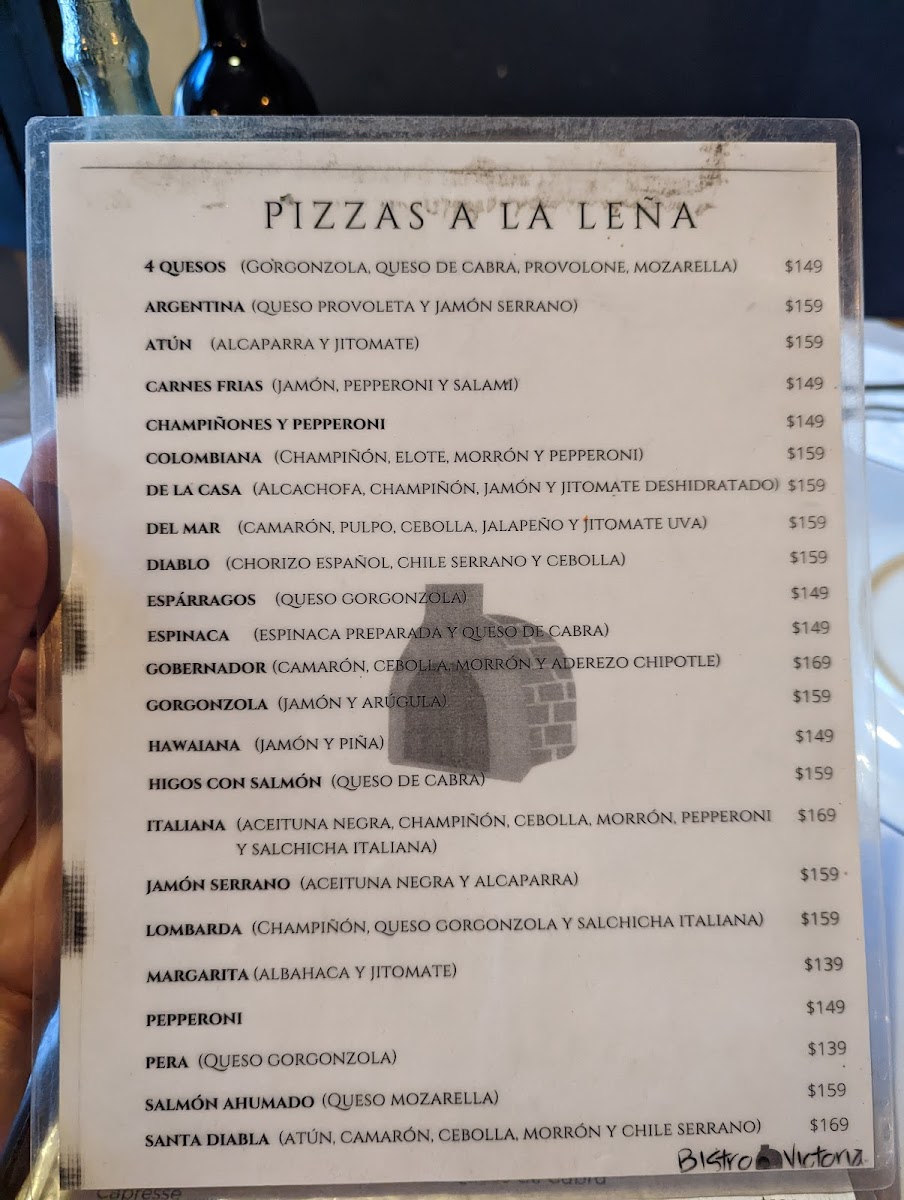 PIZZAS A LA LEÑA
4 QUESOS (GORGONZOLA, QUESO DE CABRA, PROVOLONE, MOZARELLA) $149
ARGENTINA (QUESO PROVOLETA Y JAMÓN SERRANO) $159
ATÚN (ALCAPARRA Y JITOMATE) $159
CARNES FRIAS (JAMÓN, PEPPERONI Y SALAMI) $149
CHAMPIÑONES Y PEPPERONI $149
COLOMBIANA (CHAMPIÑÓN, ELOTE, MORRÓN Y PEPPERONI) $159
DE LA CASA (ALCACHOFA, CHAMPIÑÓN, JAMÓN Y JITOMATE DESHIDRATADO) $159
DEL MAR (CAMARÓN, PULPO, CEBOLLA, JALAPEÑO Y JITOMATE UVA) $159
DIABLO (CHORIZO ESPAÑOL, CHILE SERRANO Y CEBOLLA) $159
ESPÁRRAGOS (QUESO GORGONZOLA) $149
ESPINACA (ESPINACA PREPARADA Y QUESO DE CABRA) $149
GOBERNADOR (CAMARÓN, CEBOLLA, MORRÓN Y ADEREZO CHIPOTLE) $169
GORGONZOLA (JAMÓN Y ARÚGULA) $159
HAWAIANA (JAMÓN Y PIÑA) $149
HIGOS CON SALMÓN (QUESO DE CABRA) $159
ITALIANA (ACEITUNA NEGRA, CHAMPIÑÓN, CEBOLLA, MORRÓN, PEPPERONI $169
Y SALCHICHA ITALIANA)
JAMÓN SERRANO (ACEITUNA NEGRA Y ALCAPARRA) $159
LOMBARDA (CHAMPIÑÓN, QUESO GORGONZOLA Y SALCHICHA ITALIANA) $159
MARGARITA (ALBAHACA Y JITOMATE) $139
PEPPERONI $149
PERA (QUESO GORGONZOLA) $139
SALMÓN AHUMADO (QUESO MOZARELLA) $159
SANTA DIABLA (ATÚN, CAMARÓN, CEBOLLA, MORRÓN Y CHILE SERRANO) $169
BIstro Victoria
Capresse